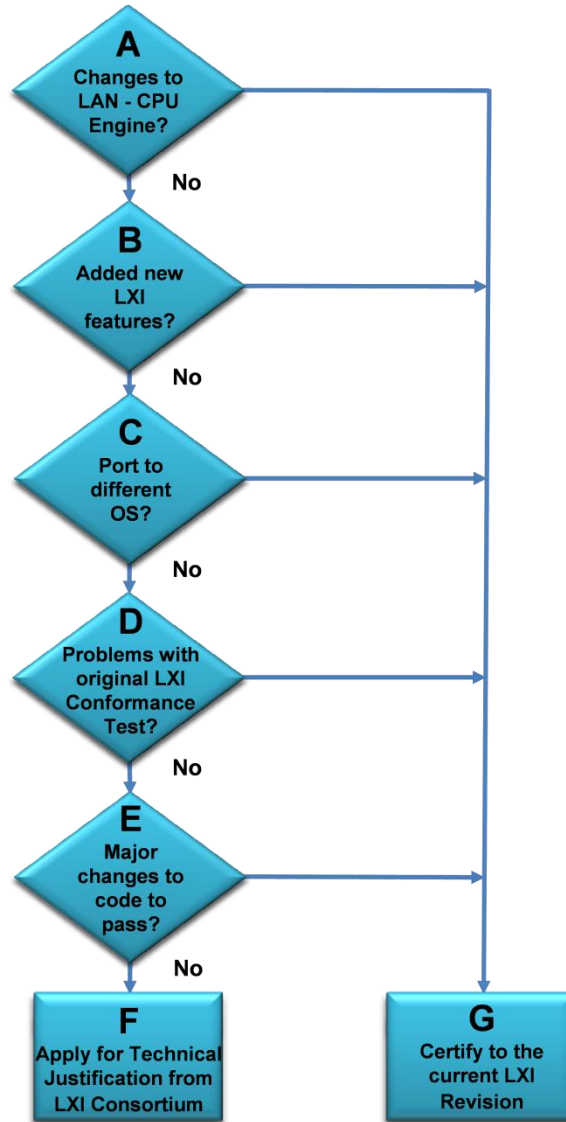 A
Changes to
LAN - CPU
Engine?
No
B
Added new
LXI
features?
No
C
Port to
different
OS?
No
D
Problems with
original LXI
Conformance
Test?
No
E
Major
changes to
code to
pass?
No
F
Apply for Technical
Justification from
LXI Consortium
G
Certify to the
current LXI
Revision